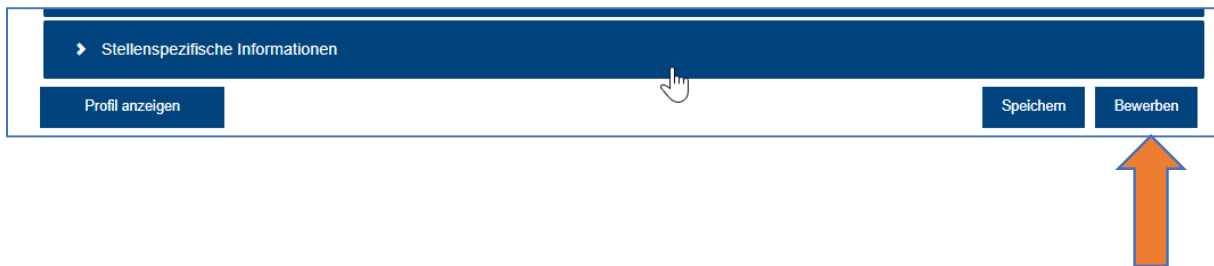 Stellenspezifische Informationen
Profil anzeigen
Speichern
Bewerben